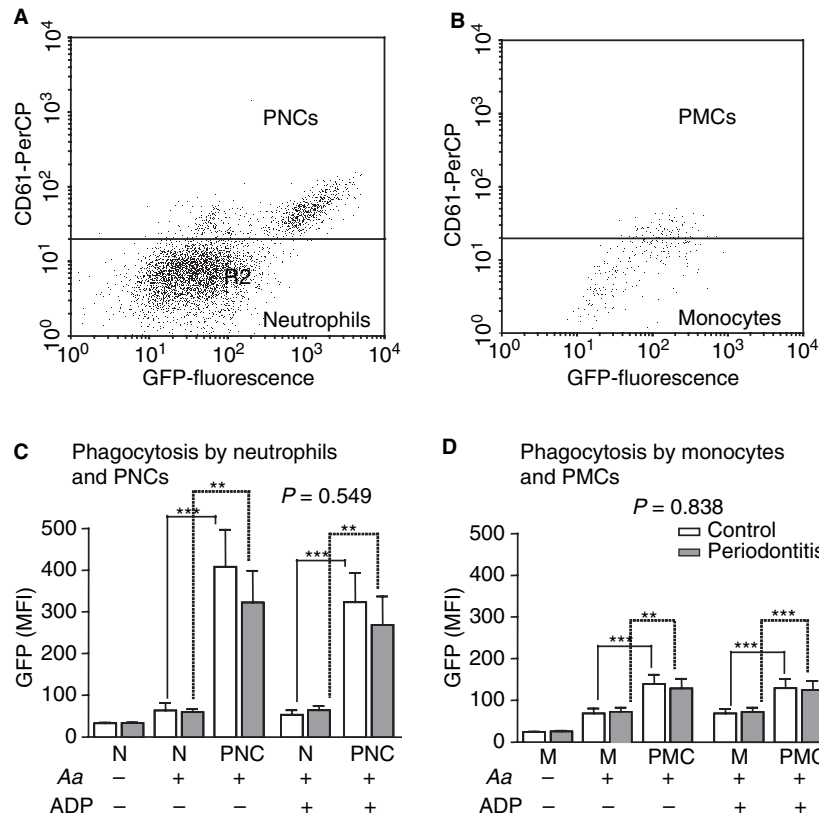 A
10^4
10^3
10^2
10^1
10^0
CD61-PerCP
PNCs
R2
Neutrophils
10^0 10^1 10^2 10^3 10^4
GFP-fluorescence
B
10^4
10^3
10^2
10^1
10^0
CD61-PerCP
PMCs
Monocytes
10^0 10^1 10^2 10^3 10^4
GFP-fluorescence
C Phagocytosis by neutrophils
and PNCs
P = 0.549
** *** ** ***
500
400
300
200
100
0
GFP (MFI)
N N PNC N PNC
Aa – + + + +
ADP – – – + +
D Phagocytosis by monocytes
and PMCs
P = 0.838
Control
Periodontitis
** *** *** ***
500
400
300
200
100
0
GFP (MFI)
M M PMC M PMC
– + + + +
ADP – – – + +